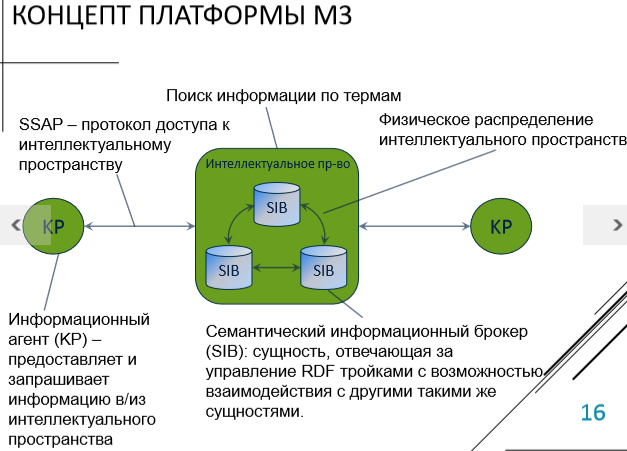 КОНЦЕПТ ПЛАТФОРМЫ М3
Поиск информации по термам
SSAP – протокол доступа к
интеллектуальному
пространству
Физическое распределение
интеллектуального пространств
Интеллектуальное пр-во
SIB
SIB
SIB
KP
KP
Информационный
агент (KP) –
предоставляет и
запрашивает
информацию в/из
интеллектуального
пространства
Семантический информационный брокер
(SIB): сущность, отвечающая за
управление RDF тройками с возможностью
взаимодействия с другими такими же
сущностями.
16